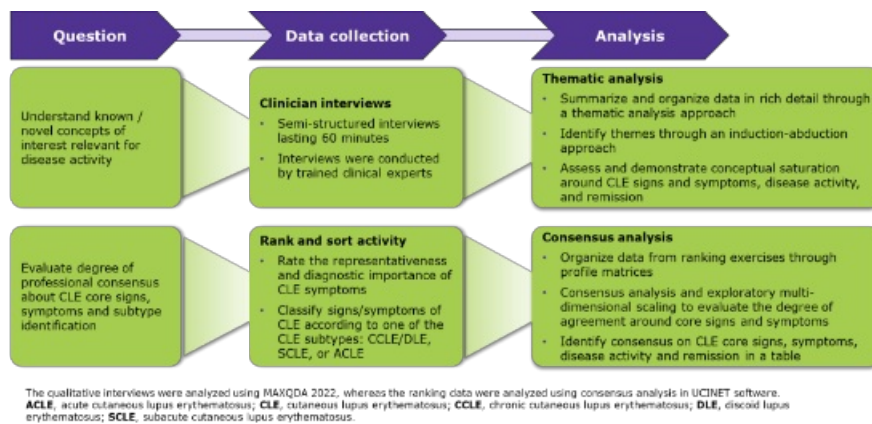 Question
Data collection
Analysis
Understand known /
novel concepts of
interest relevant for
disease activity
Clinician interviews
• Semi-structured interviews
lasting 60 minutes
• Interviews were conducted
by trained clinical experts
Thematic analysis
• Summarize and organize data in rich detail through
a thematic analysis approach
• Identify themes through an induction-abduction
approach
• Assess and demonstrate conceptual saturation
around CLE signs and symptoms, disease activity,
and remission
Evaluate degree of
professional consensus
about CLE core signs,
symptoms and subtype
identification
Rank and sort activity
• Rate the representativeness
and diagnostic importance of
CLE symptoms
• Classify signs/symptoms of
CLE according to one of the
CLE subtypes: CCLE/DLE,
SCLE, or ACLE
Consensus analysis
• Organize data from ranking exercises through
profile matrices
• Consensus analysis and exploratory multi-
dimensional scaling to evaluate the degree of
agreement around core signs and symptoms
• Identify consensus on CLE core signs, symptoms,
disease activity and remission in a table
The qualitative interviews were analyzed using MAXQDA 2022, whereas the ranking data were analyzed using consensus analysis in UCINET software.
ACLE, acute cutaneous lupus erythematosus; CLE, cutaneous lupus erythematosus; CCLE, chronic cutaneous lupus erythematosus; DLE, discoid lupus
erythematosus; SCLE, subacute cutaneous lupus erythematosus.